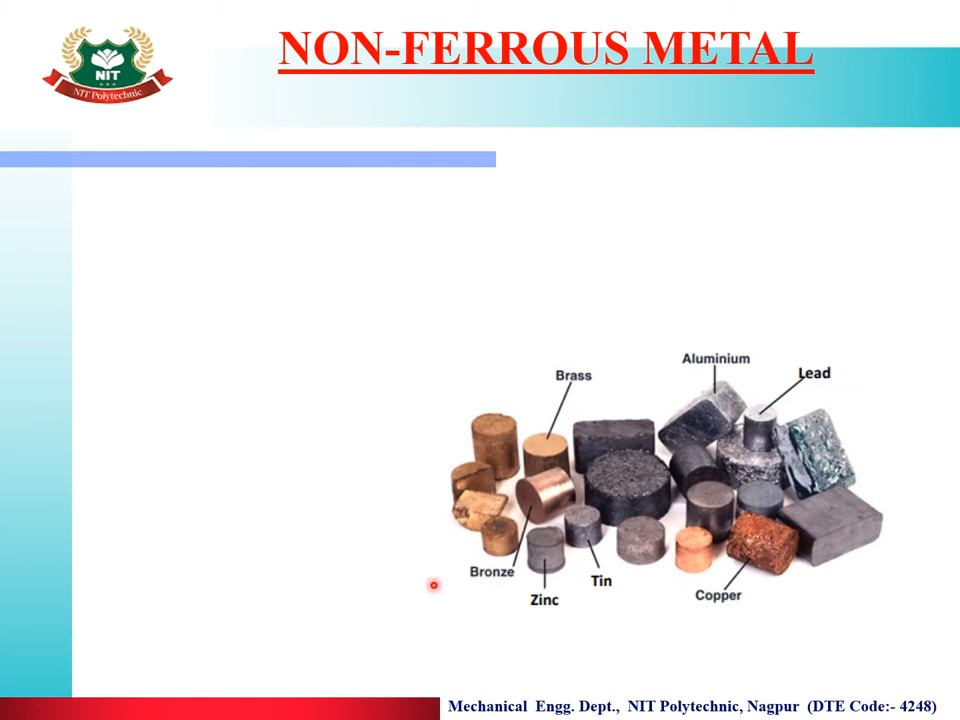 NON-FERROUS METAL
NIT
NIT Polytechnic
Aluminium
Lead
Brass
Bronze
Tin
Zinc
Copper
Mechanical Engg. Dept., NIT Polytechnic, Nagpur (DTE Code:- 4248)